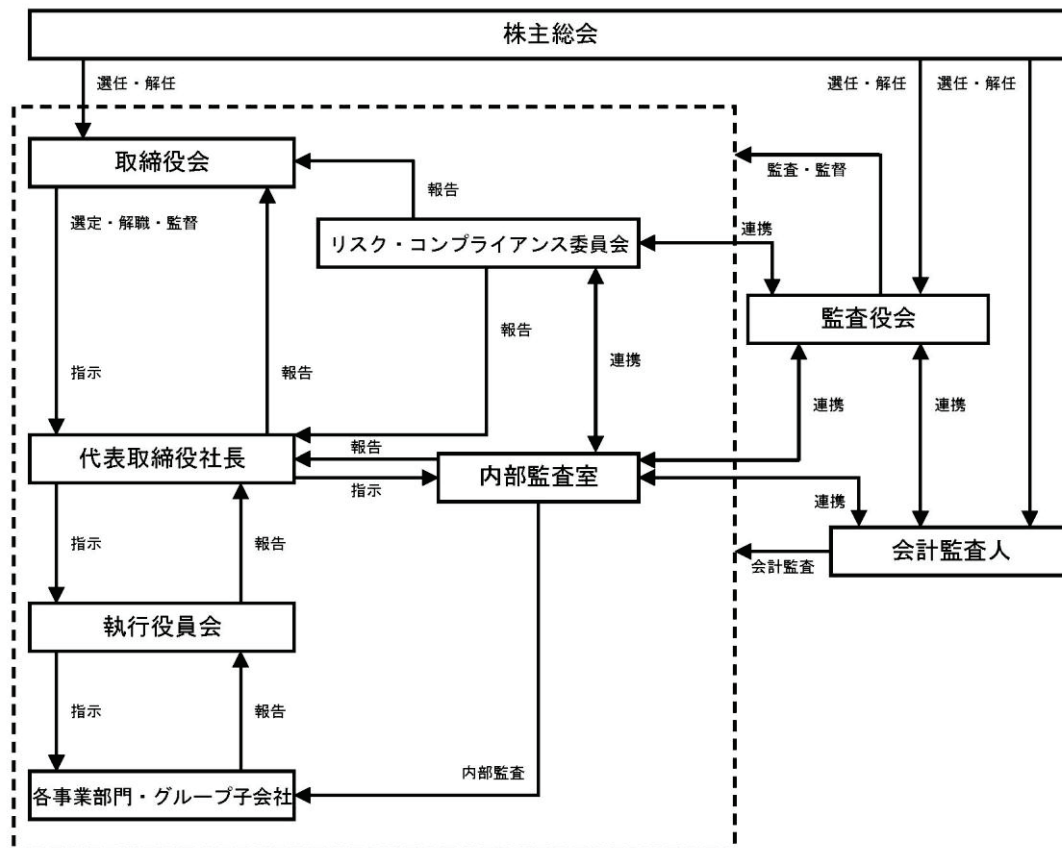 株主総会
選任・解任
選任・解任
選任・解任
取締役会
監査・監督
報告
選定・解職・監督
リスク・コンプライアンス委員会
連携
監査役会
報告
連携
指示
報告
連携
連携
代表取締役社長
報告
内部監査室
指示
連携
指示
報告
会計監査人
会計監査
執行役員会
指示
報告
内部監査
各事業部門・グループ子会社